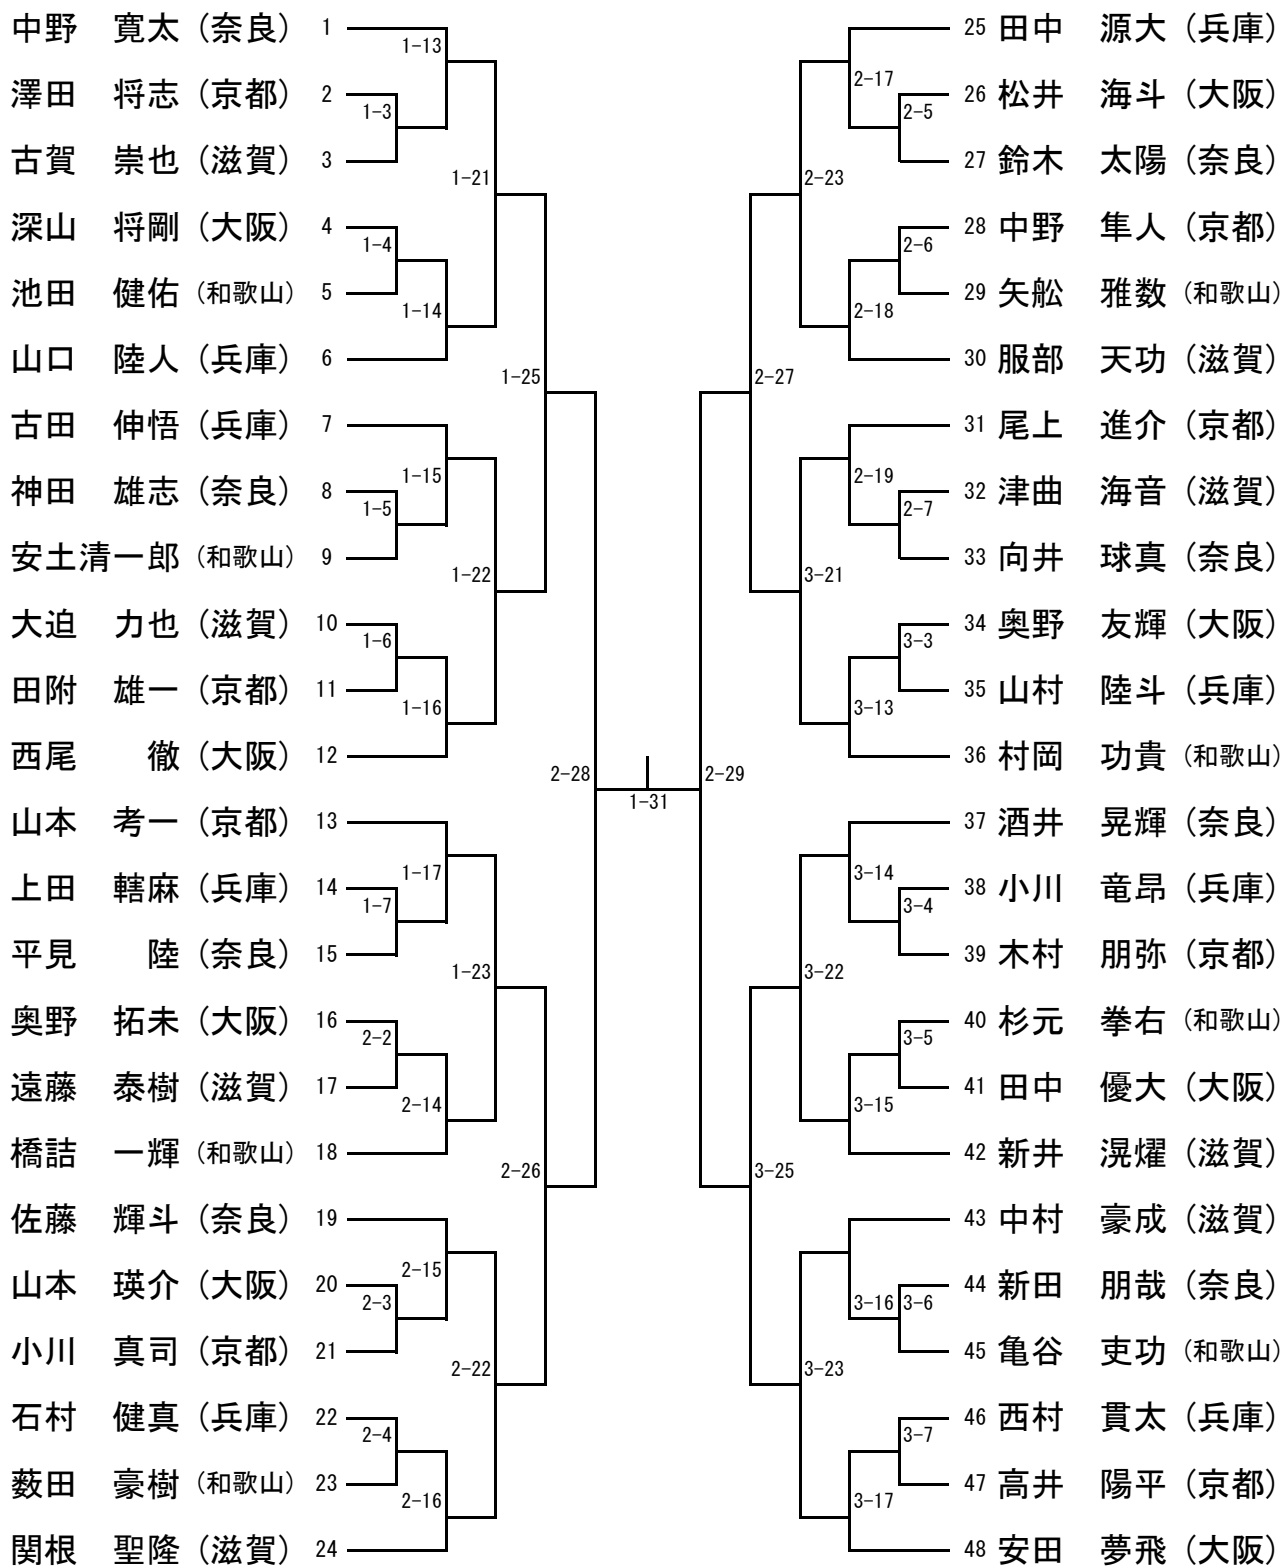 中野　寛太（奈良） 1
1-13
澤田　将志（京都） 2
1-3
古賀　崇也（滋賀） 3
1-21
深山　将剛（大阪） 4
1-4
池田　健佑（和歌山） 5
1-14
山口　陸人（兵庫） 6
1-25
古田　伸悟（兵庫） 7
1-15
神田　雄志（奈良） 8
1-5
安土清一郎（和歌山） 9
1-22
大迫　力也（滋賀） 10
1-6
田附　雄一（京都） 11
1-16
西尾　　徹（大阪） 12
2-28
山本　考一（京都） 13
1-17
上田　轄麻（兵庫） 14
1-7
平見　　陸（奈良） 15
1-23
奥野　拓未（大阪） 16
2-2
遠藤　泰樹（滋賀） 17
2-14
橋詰　一輝（和歌山） 18
2-26
佐藤　輝斗（奈良） 19
2-15
山本　瑛介（大阪） 20
2-3
小川　真司（京都） 21
2-22
石村　健真（兵庫） 22
2-4
薮田　豪樹（和歌山） 23
2-16
関根　聖隆（滋賀） 24
1-31
25 田中　源大（兵庫）
2-17
26 松井　海斗（大阪）
2-5
27 鈴木　太陽（奈良）
2-23
28 中野　隼人（京都）
2-6
29 矢舩　雅数（和歌山）
2-18
30 服部　天功（滋賀）
2-27
31 尾上　進介（京都）
2-19
32 津曲　海音（滋賀）
2-7
33 向井　球真（奈良）
3-21
34 奥野　友輝（大阪）
3-3
35 山村　陸斗（兵庫）
3-13
36 村岡　功貴（和歌山）
2-29
37 酒井　晃輝（奈良）
3-14
38 小川　竜昂（兵庫）
3-4
39 木村　朋弥（京都）
3-22
40 杉元　拳右（和歌山）
3-5
41 田中　優大（大阪）
3-15
42 新井　滉燿（滋賀）
3-25
43 中村　豪成（滋賀）
3-16
44 新田　朋哉（奈良）
3-6
45 亀谷　吏功（和歌山）
3-23
46 西村　貫太（兵庫）
3-7
47 高井　陽平（京都）
3-17
48 安田　夢飛（大阪）